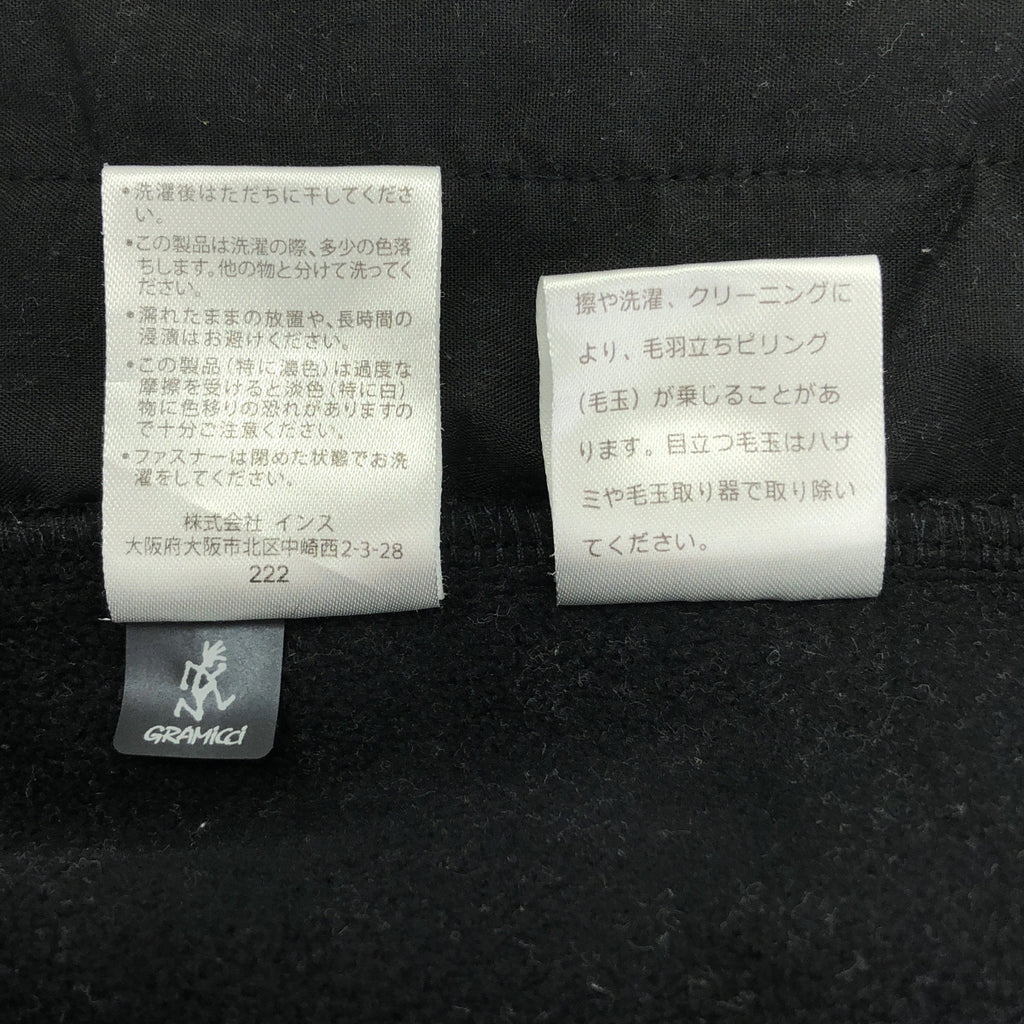 •洗濯後はただちに干してくださ
い。
•この製品は洗濯の際、多少の色落
ちします。他の物と分けて洗ってく
ださい。
•濡れたままの放置や、長時間の
浸漬はお避けください。
•この製品（特に濃色）は過度な
摩擦を受けると淡色（特に白）
物に色移りの恐れがありますの
で十分ご注意ください。
•ファスナーは閉めた状態でお洗
濯をしてください。
株式会社 インス
大阪府大阪市北区中崎西2-3-28
222
GRAMICCI
擦や洗濯、クリーニングに
より、毛羽立ちピリング
(毛玉）が乗じることがあ
ります。目立つ毛玉はハサ
ミや毛玉取り器で取り除い
てください。